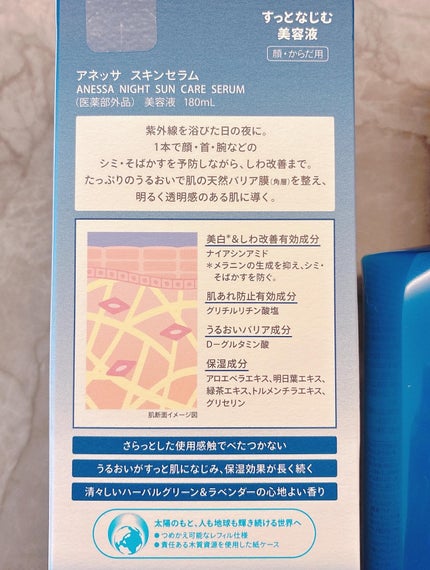 すっとなじむ
美容液
顔・からだ用
アネッサ スキンセラム
ANESSA NIGHT SUN CARE SERUM
(医薬部外品) 美容液 180mL
紫外線を浴びた日の夜に。
1本で顔・首・腕などの
シミ・そばかすを予防しながら、しわ改善まで。
たっぷりのうるおいで肌の天然バリア膜(角層)を整え、
明るく透明感のある肌に導く。
美白*&しわ改善有効成分
ナイアシンアミド
*メラニンの生成を抑え、シミ・
そばかすを防ぐ。
肌あれ防止有効成分
グリチルリチン酸塩
うるおいバリア成分
D-グルタミン酸
保湿成分
アロエベラエキス、明日葉エキス、
緑茶エキス、トルメンチラエキス、
グリセリン
肌断面イメージ図
さらっとした使用感触でべたつかない
うるおいがすっと肌になじみ、保湿効果が長く続く
清々しいハーバルグリーン&ラベンダーの心地よい香り
太陽のもと、人も地球も輝き続ける世界へ
●つめかえ可能なレフィル仕様
●責任ある木質資源を使用した紙ケース